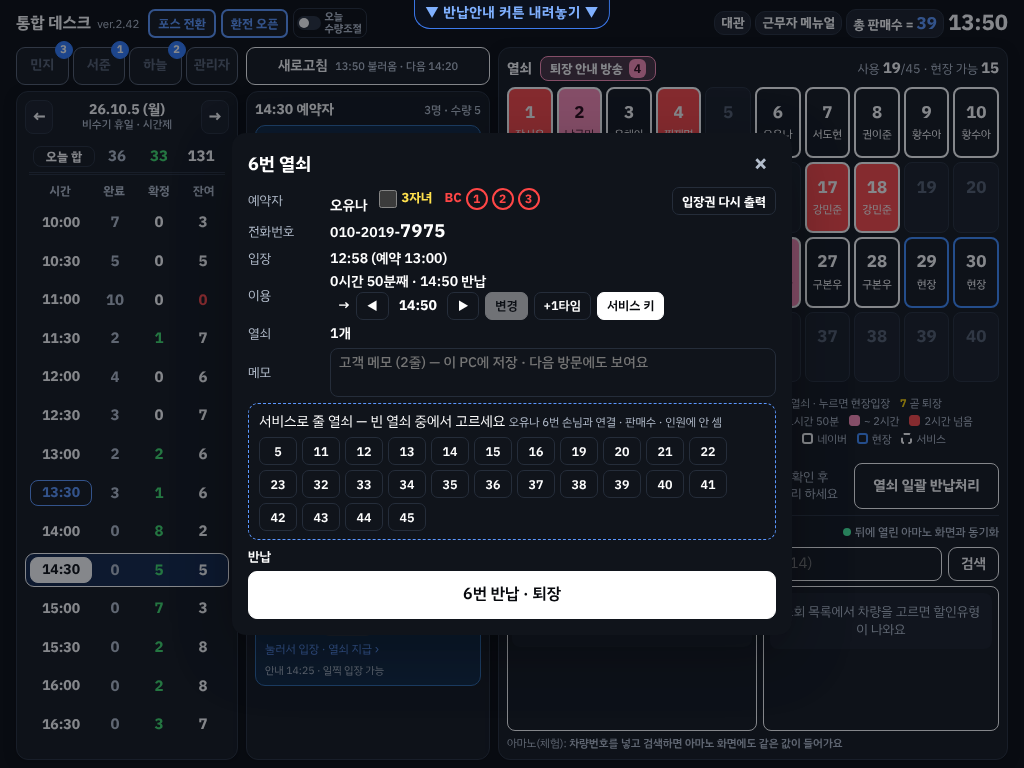 통합 데스크 ver.2.42 포스 전환 환전 오픈 오늘 수량조절 ▼ 반납안내 커튼 내려놓기 ▼ 대관 근무자 메뉴얼 총 판매수 = 39 13:50
민지 3 서준 1 하늘 2 관리자
새로고침 13:50 불러옴 · 다음 14:20
열쇠 퇴장 안내 방송 4 사용 19/45 · 현장 가능 15
← 26.10.5 (월) →
비수기 휴일 · 시간제
오늘 합 36 33 131
시간 완료 확정 잔여
10:00 7 0 3
10:30 5 0 5
11:00 10 0 0
11:30 2 1 7
12:00 4 0 6
12:30 3 0 7
13:00 2 2 6
13:30 3 1 6
14:00 0 8 2
14:30 0 5 5
15:00 0 7 3
15:30 0 2 8
16:00 0 2 8
16:30 0 3 7
14:30 예약자 3명 · 수량 5
1 2 3 4 5 6 7 8 9 10
서도현 권이준 황수아 황수아
17 18 19 20
강민준 강민준
27 28 29 30
구본우 구본우 현장 현장
37 38 39 40
6번 열쇠 ×
예약자 오유나 3자녀 BC 1 2 3 입장권 다시 출력
전화번호 010-2019-7975
입장 12:58 (예약 13:00)
이용 0시간 50분째 · 14:50 반납
→ ◀ 14:50 ▶ 변경 +1타임 서비스 키
열쇠 1개
메모 고객 메모 (2줄) — 이 PC에 저장 · 다음 방문에도 보여요
서비스로 줄 열쇠 — 빈 열쇠 중에서 고르세요 오유나 6번 손님과 연결 · 판매수 · 인원에 안 셈
5 11 12 13 14 15 16 19 20 21 22
23 32 33 34 35 36 37 38 39 40 41
42 43 44 45
반납
6번 반납 · 퇴장
눌러서 입장 · 열쇠 지급 ›
안내 14:25 · 일찍 입장 가능
열쇠 · 누르면 현장입장 7 곧 퇴장
50분 ~ 2시간 2시간 넘음
네이버 현장 서비스
확인 후
하세요
열쇠 일괄 반납처리
뒤에 열린 아마노 화면과 동기화
14) 검색
목록에서 차량을 고르면 할인유형
이 나와요
아마노(체험): 차량번호를 넣고 검색하면 아마노 화면에도 같은 값이 들어가요